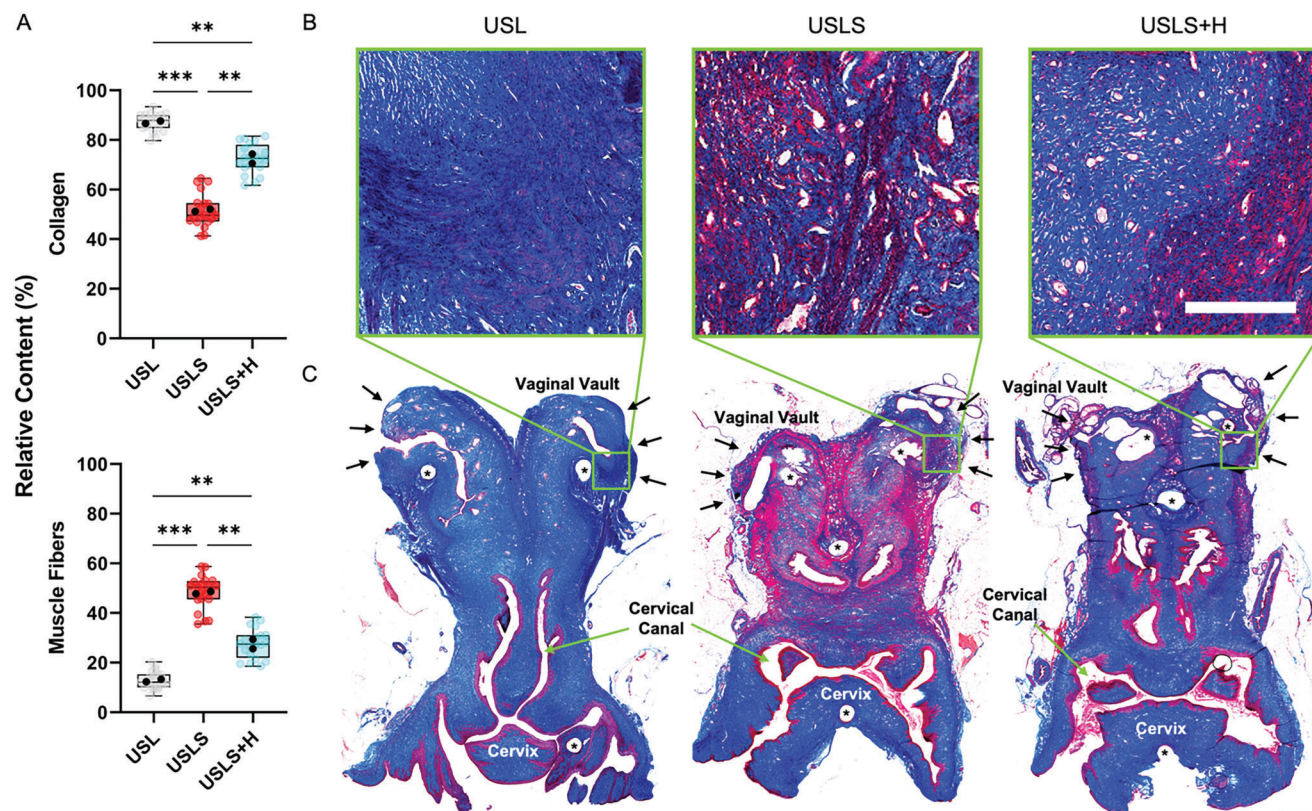 A
B
USL
USLS
USLS+H
Relative Content (%)
Collagen
**
***
**
100
80
60
40
20
0
USL
USLS
USLS+H
Muscle Fibers
**
***
**
100
80
60
40
20
0
USL
USLS
USLS+H
C
Vaginal Vault
*
*
Cervical
Canal
Cervix
*
Vaginal Vault
*
*
*
Cervix
*
Vaginal Vault
*
*
*
Cervical
Canal
Cervix
*